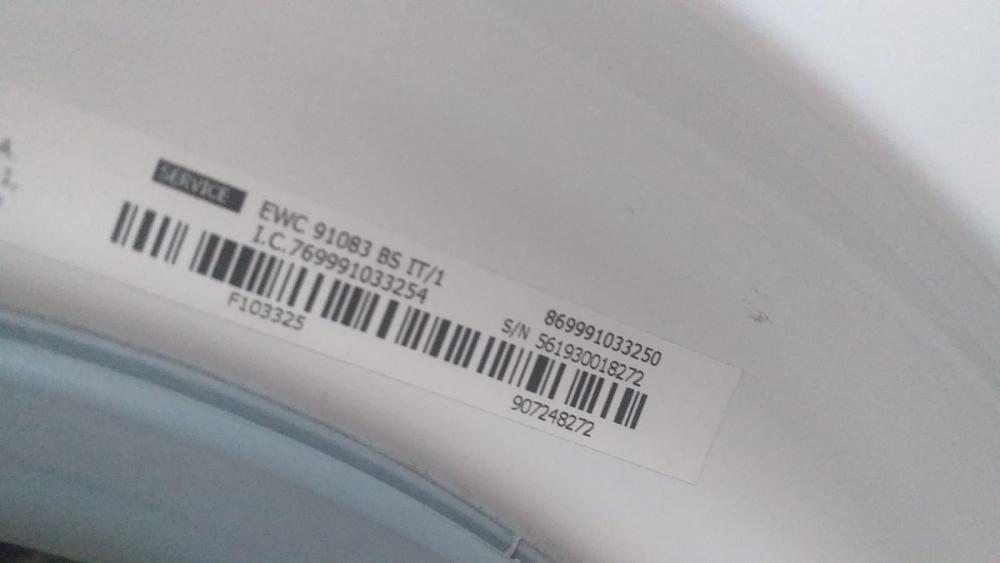 SERVICE
EWC 91083 BS IT/1
I.C.769991033254
F103325
869991033250
S/N 561930018272
907248272